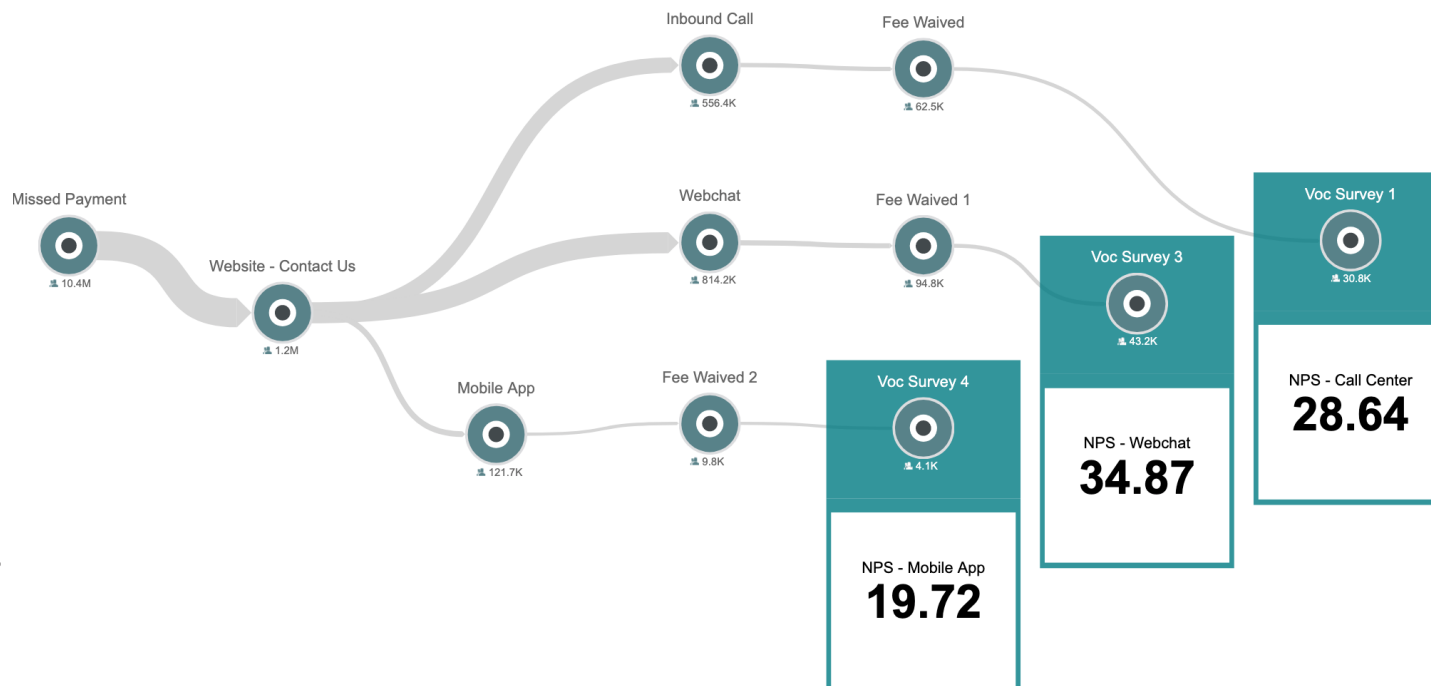 Inbound Call
556.4K
Fee Waived
62.5K
Missed Payment
10.4M
Website - Contact Us
1.2M
Webchat
814.2K
Fee Waived 1
94.8K
Mobile App
121.7K
Fee Waived 2
9.8K
Voc Survey 4
4.1K
NPS - Mobile App
19.72
Voc Survey 3
43.2K
NPS - Webchat
34.87
Voc Survey 1
30.8K
NPS - Call Center
28.64